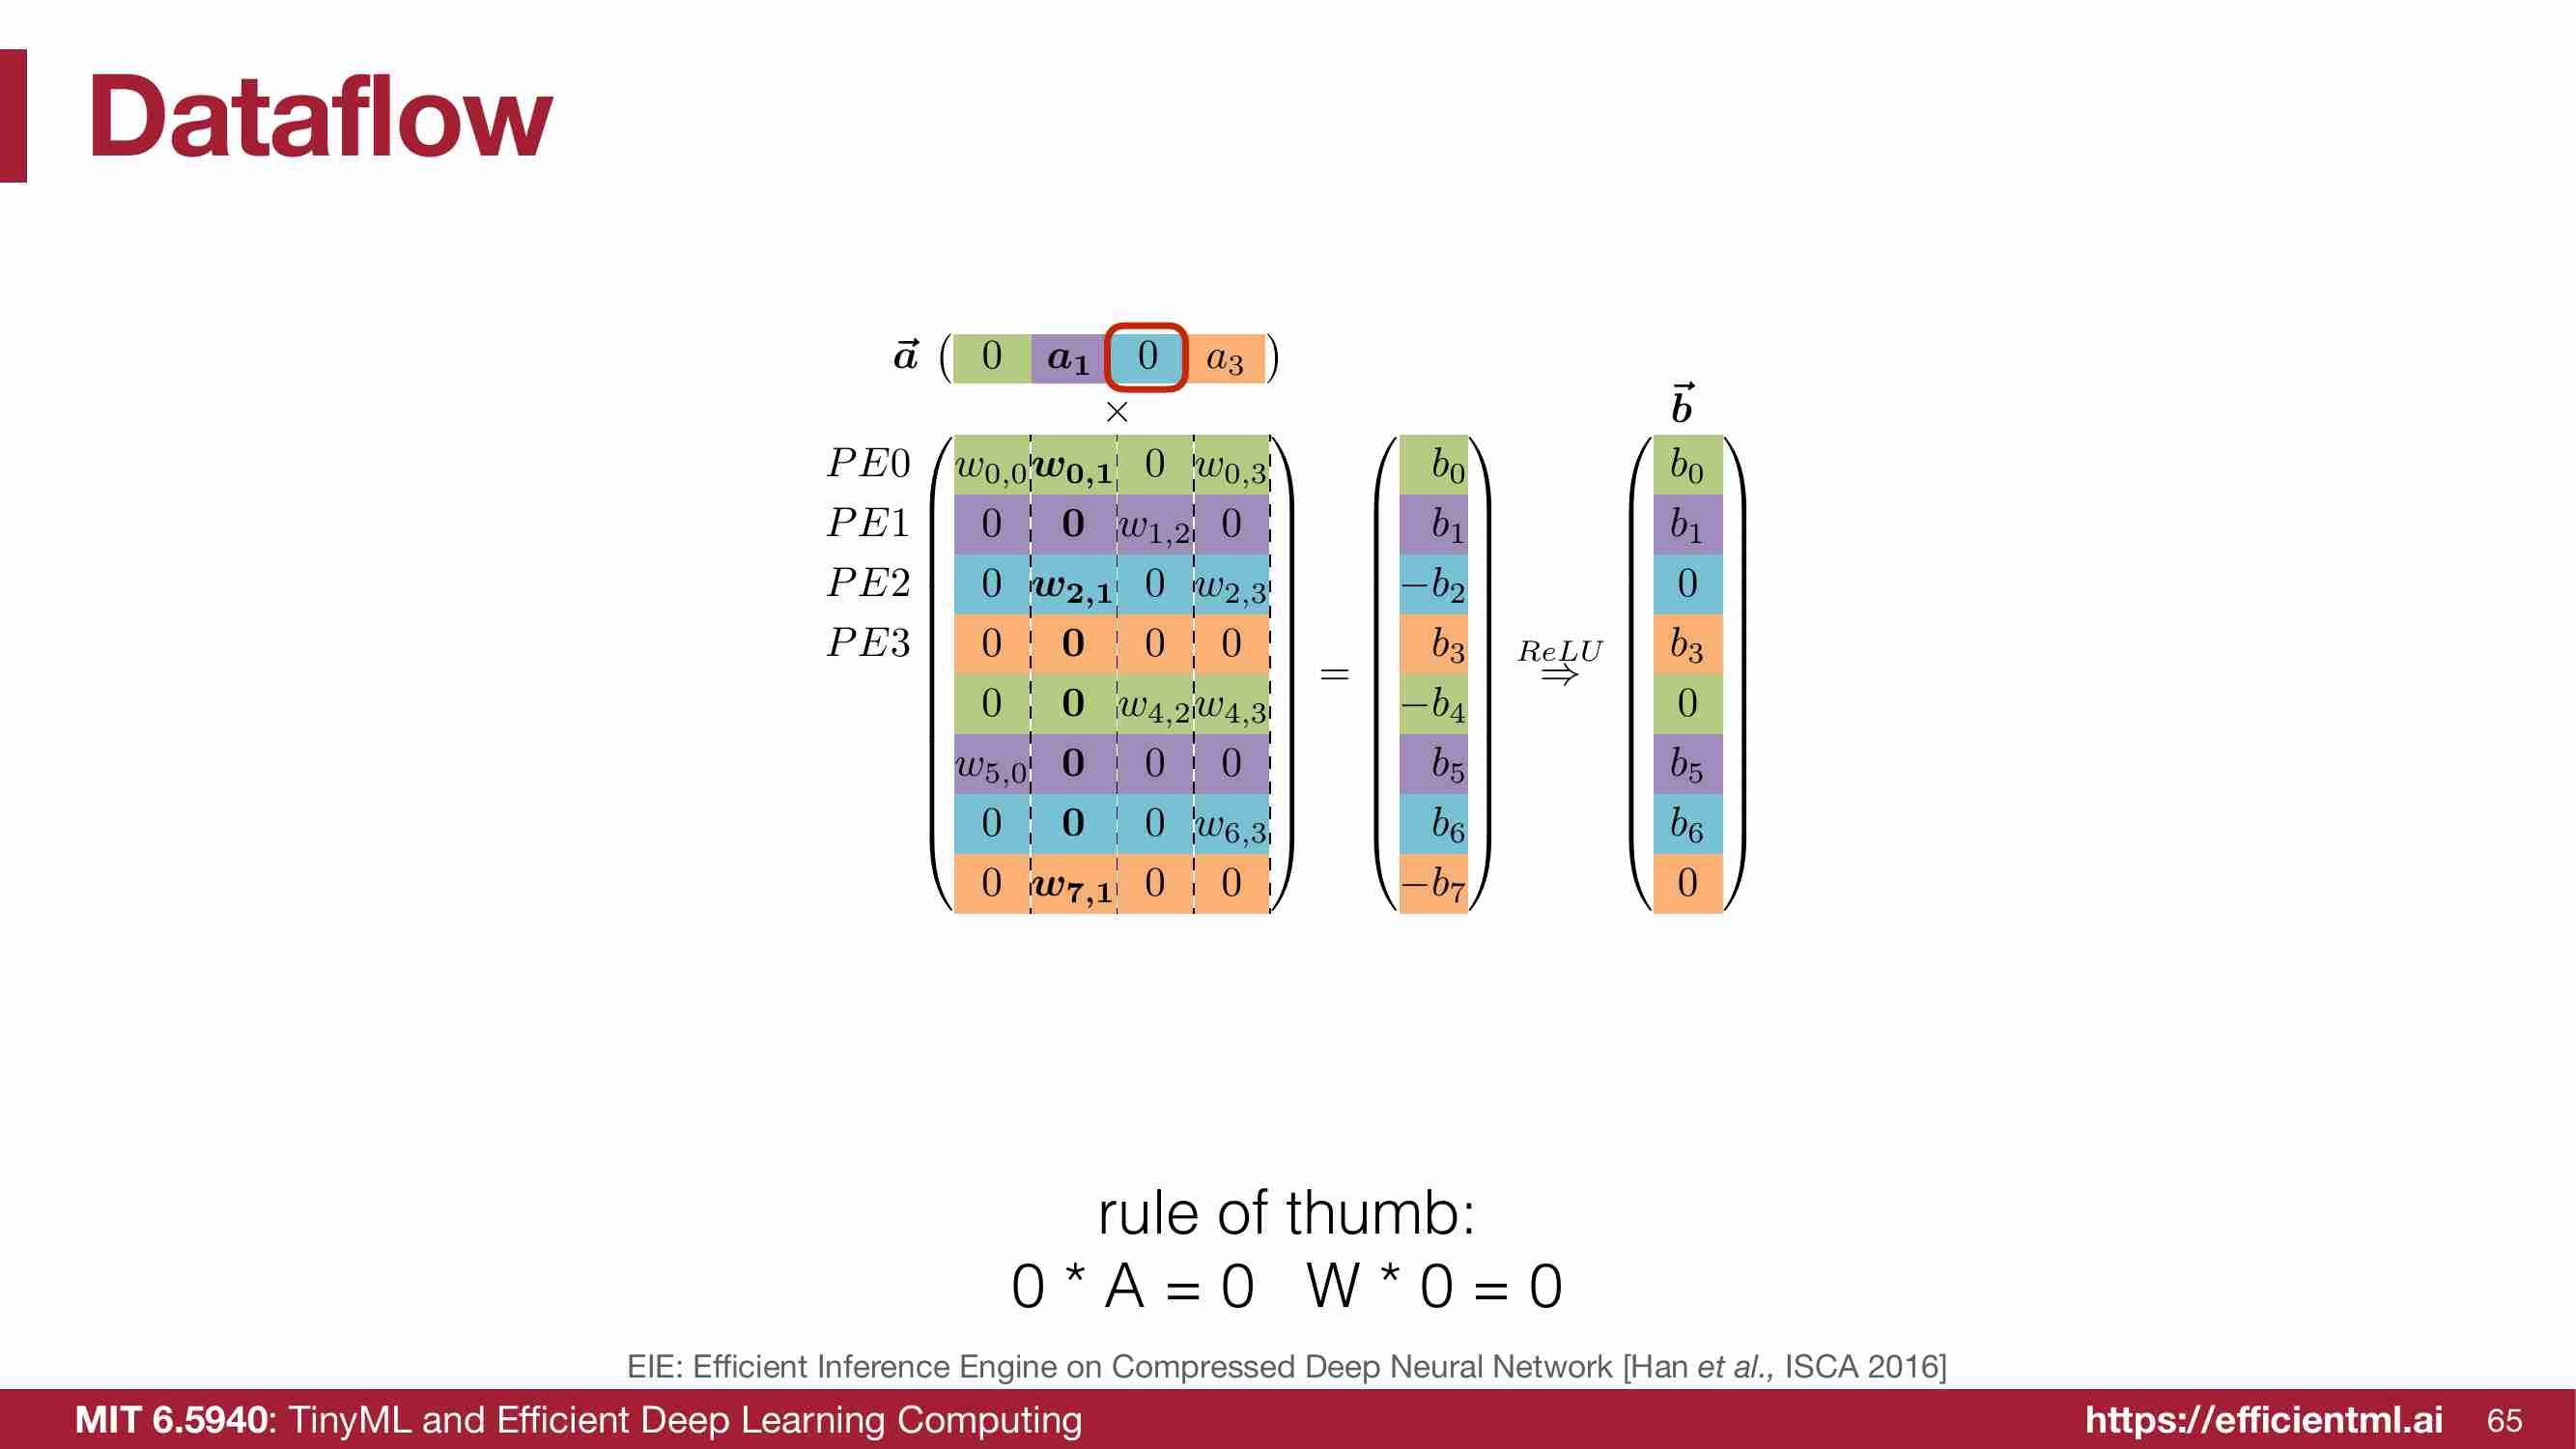 Dataflow
a⃗ ( 0 a₁ 0 a₃ )
×
b⃗
PE0 w₀,₀ w₀,₁ 0 w₀,₃ b₀ b₀
PE1 0 0 w₁,₂ 0 b₁ b₁
PE2 0 w₂,₁ 0 w₂,₃ −b₂ 0
PE3 0 0 0 0 b₃ b₃
= ReLU ⇒
0 0 w₄,₂ w₄,₃ −b₄ 0
w₅,₀ 0 0 0 b₅ b₅
0 0 0 w₆,₃ b₆ b₆
0 w₇,₁ 0 0 −b₇ 0
rule of thumb:
0 * A = 0 W * 0 = 0
EIE: Efficient Inference Engine on Compressed Deep Neural Network [Han et al., ISCA 2016]
MIT 6.5940: TinyML and Efficient Deep Learning Computing https://efficientml.ai 65